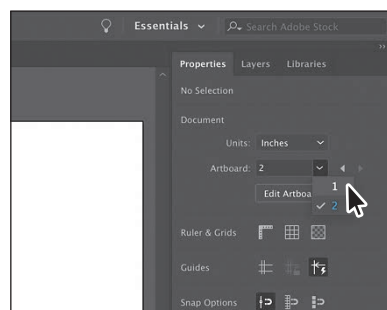 Essentials
Search Adobe Stock
Properties Layers Libraries
No Selection
Document
Units: Inches
Artboard: 2
1
2
Edit Artboa
Ruler & Grids
Guides
Snap Options